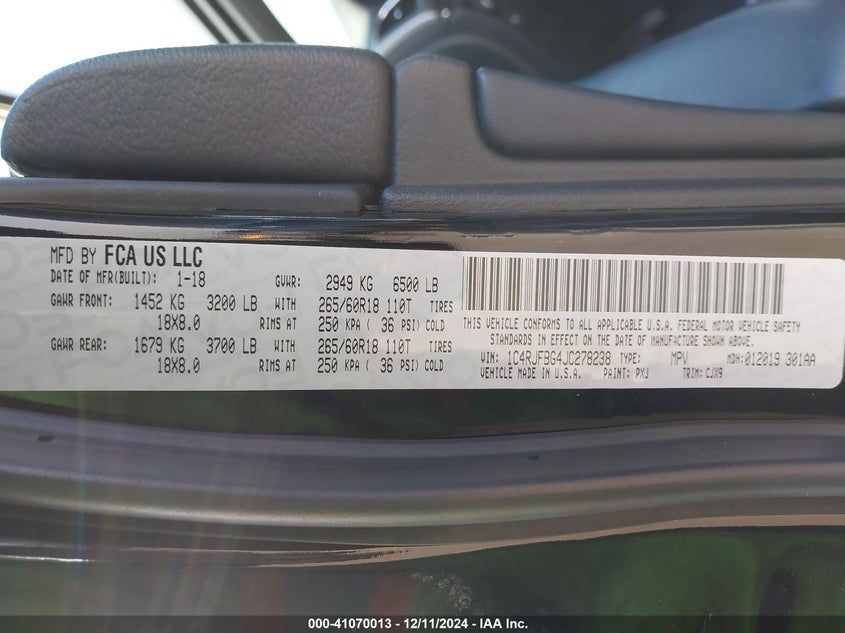 MFD BY FCA US LLC
DATE OF MFR(BUILT): 1-18 GVWR: 2949 KG 6500 LB
GAWR FRONT: 1452 KG 3200 LB WITH 265/60R18 110T TIRES
18X8.0 RIMS AT 250 KPA ( 36 PSI) COLD
GAWR REAR: 1679 KG 3700 LB WITH 265/60R18 110T TIRES
18X8.0 RIMS AT 250 KPA ( 36 PSI) COLD
THIS VEHICLE CONFORMS TO ALL APPLICABLE U.S.A. FEDERAL MOTOR VEHICLE SAFETY
STANDARDS IN EFFECT ON THE DATE OF MANUFACTURE SHOWN ABOVE.
VIN: 1C4RJFBG4JC278238 TYPE: MPV MDH: 012019 301AA
VEHICLE MADE IN U.S.A. PAINT: PXJ TRIM: CJX9
000-41070013 - 12/11/2024 - IAA Inc.